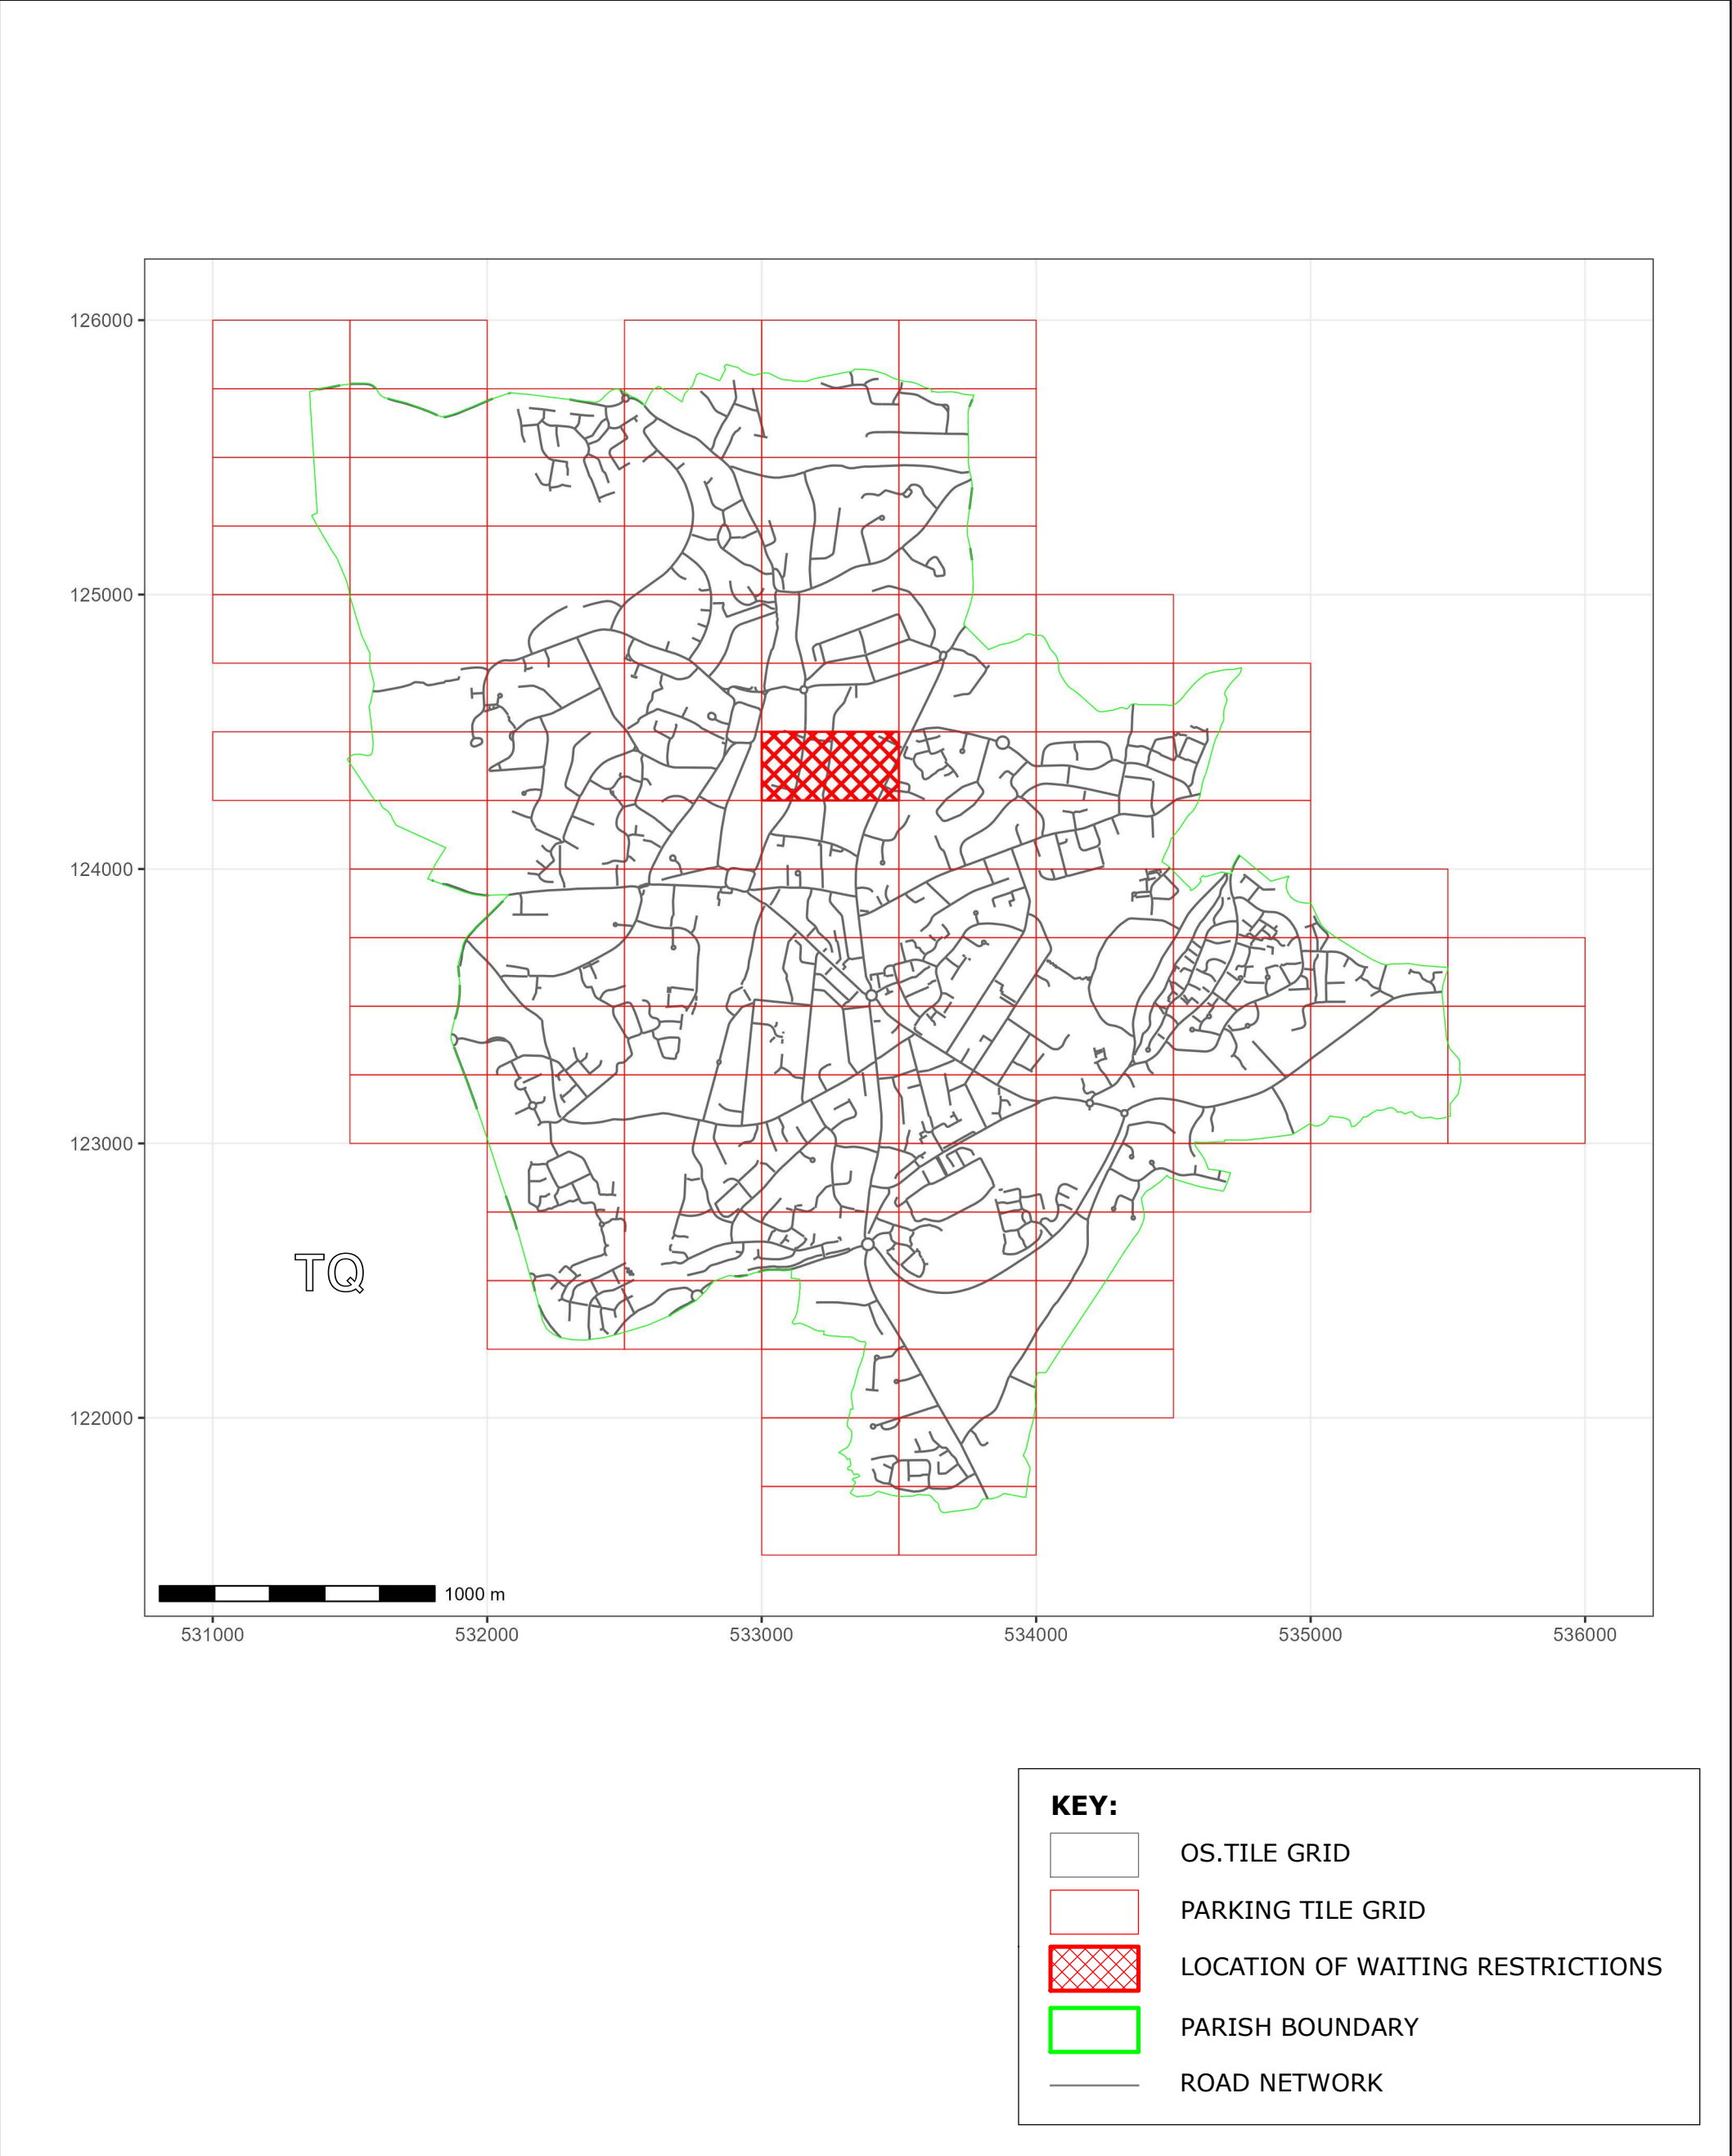 126000
125000
124000
123000
TQ
122000
1000 m
531000 532000 533000 534000 535000 536000
KEY:
OS.TILE GRID
PARKING TILE GRID
LOCATION OF WAITING RESTRICTIONS
PARISH BOUNDARY
ROAD NETWORK